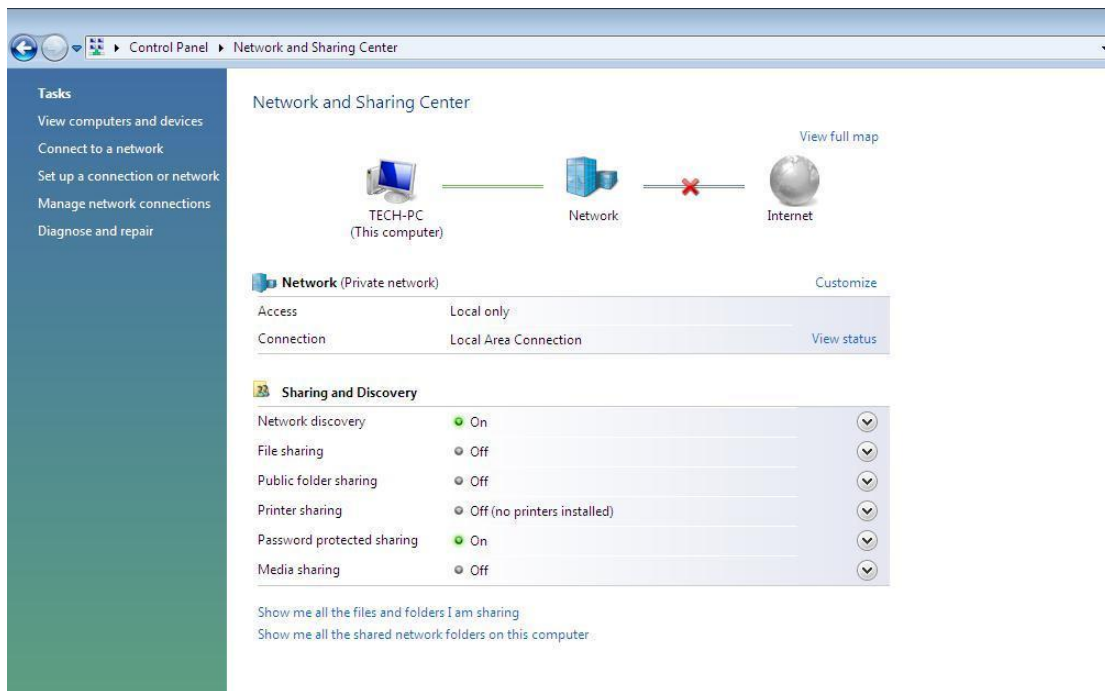 Control Panel Network and Sharing Center
Tasks
View computers and devices
Connect to a network
Set up a connection or network
Manage network connections
Diagnose and repair
Network and Sharing Center
View full map
TECH-PC
(This computer)
Network
Internet
Network (Private network) Customize
Access Local only
Connection Local Area Connection View status
Sharing and Discovery
Network discovery On
File sharing Off
Public folder sharing Off
Printer sharing Off (no printers installed)
Password protected sharing On
Media sharing Off
Show me all the files and folders I am sharing
Show me all the shared network folders on this computer